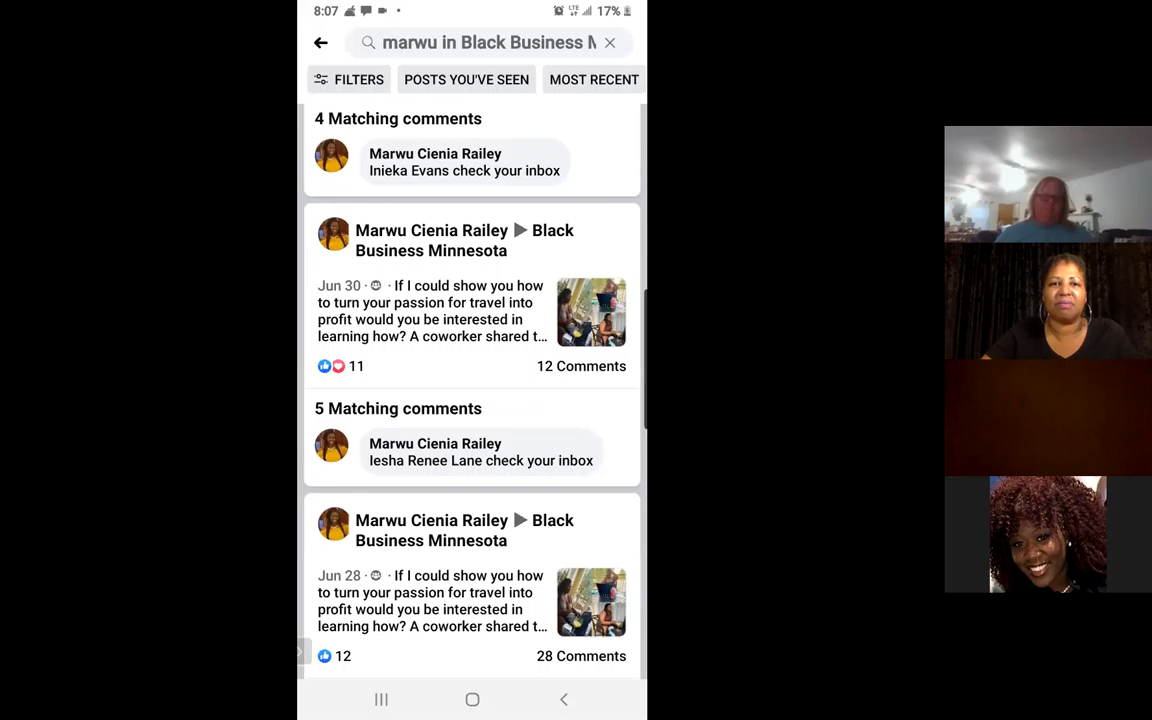 8:07
LTE
17%
marwu in Black Business
FILTERS
POSTS YOU'VE SEEN
MOST RECENT
4 Matching comments
Marwu Cienia Railey
Inieka Evans check your inbox
Marwu Cienia Railey ▶ Black
Business Minnesota
Jun 30 · · If I could show you how
to turn your passion for travel into
profit would you be interested in
learning how? A coworker shared t...
11
12 Comments
5 Matching comments
Marwu Cienia Railey
Iesha Renee Lane check your inbox
Marwu Cienia Railey ▶ Black
Business Minnesota
Jun 28 · · If I could show you how
to turn your passion for travel into
profit would you be interested in
learning how? A coworker shared t...
12
28 Comments